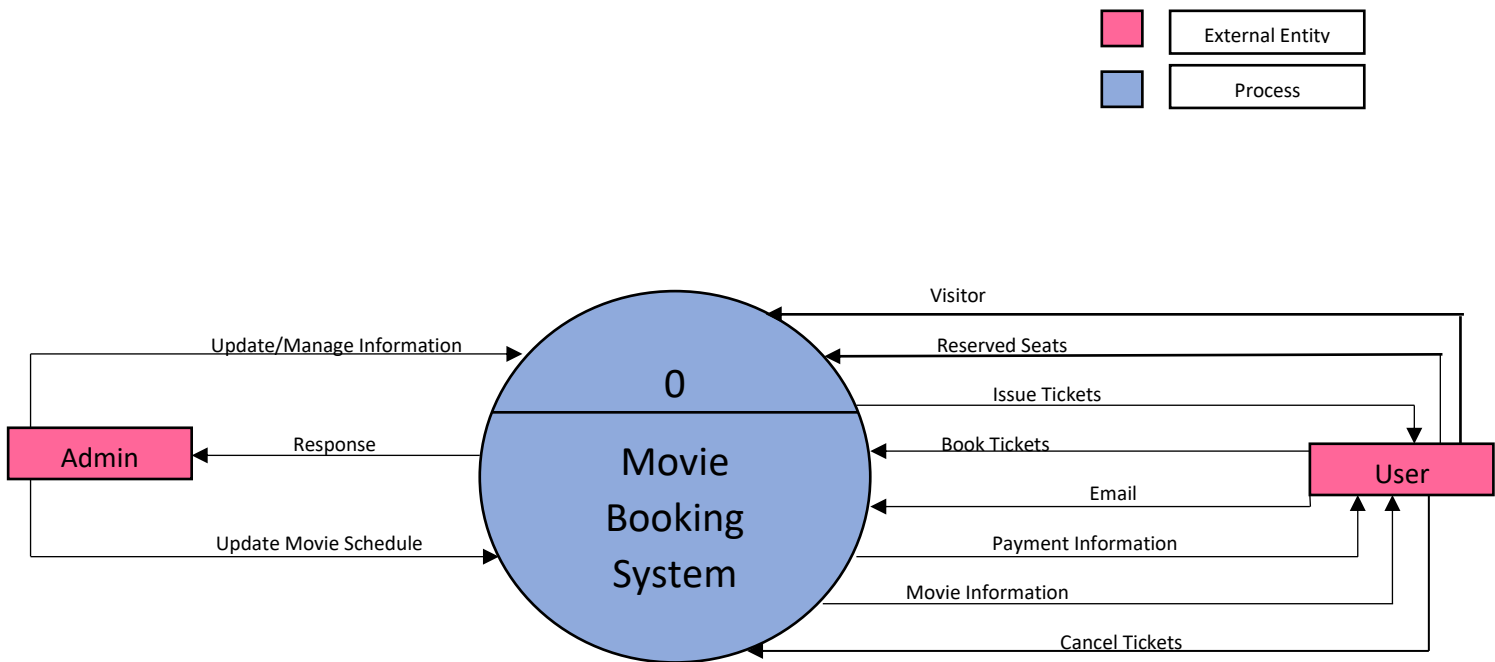 External Entity
Process
Visitor
Update/Manage Information
Reserved Seats
0
Issue Tickets
Response
Book Tickets
Admin
Movie
Booking
System
User
Email
Update Movie Schedule
Payment Information
Movie Information
Cancel Tickets